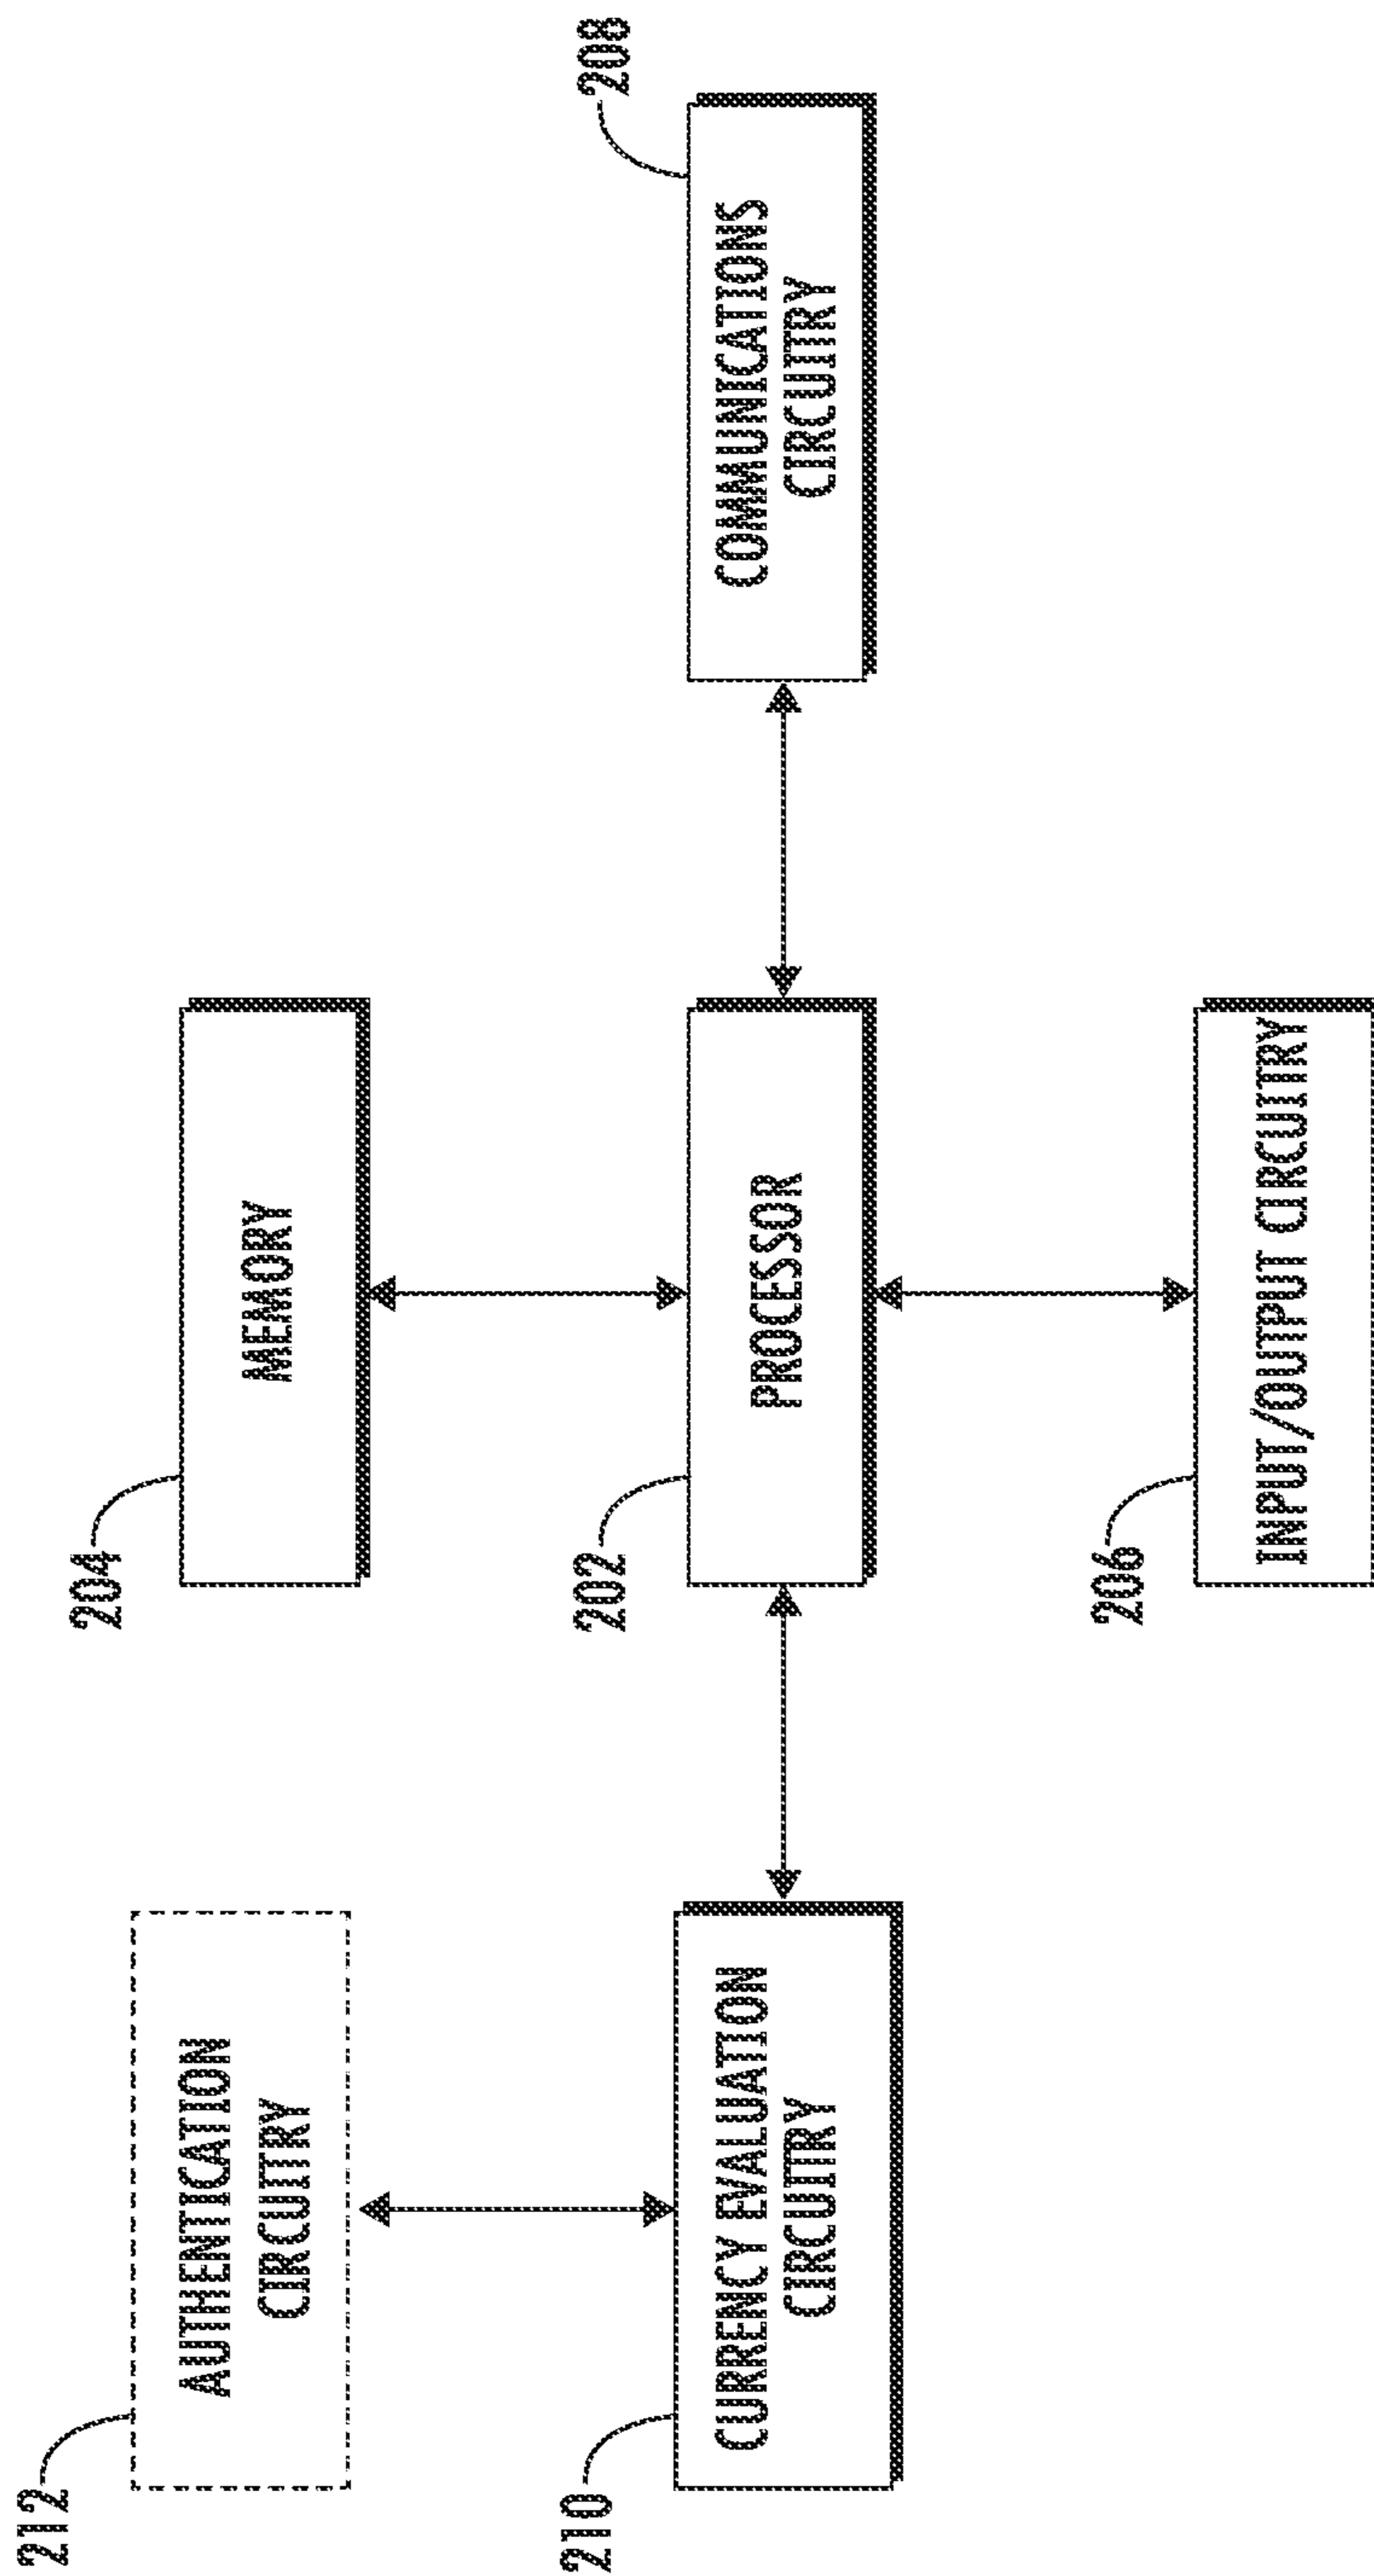 212
AUTHENTICATION
CIRCUITRY
204
MEMORY
210
CURRENCY EVALUATION
CIRCUITRY
202
PROCESSOR
208
COMMUNICATIONS
CIRCUITRY
206
INPUT/OUTPUT CIRCUITRY